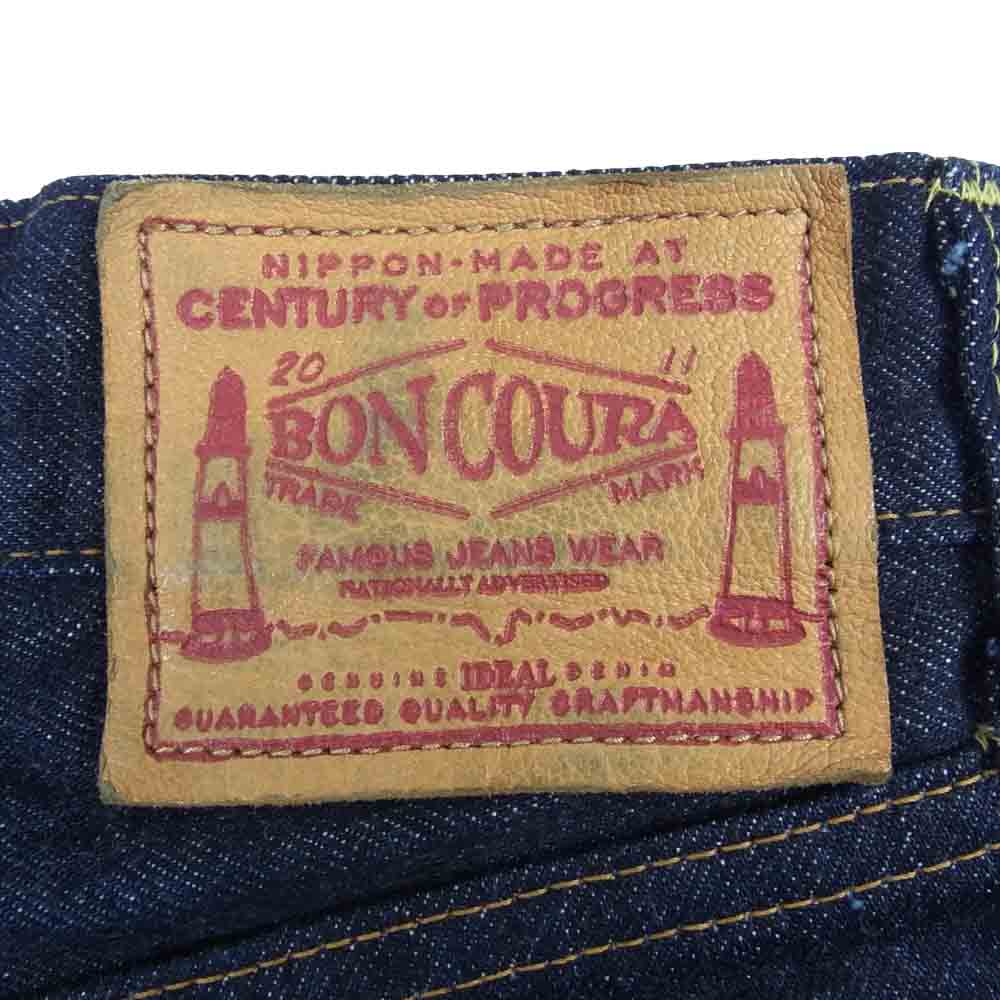 NIPPON-MADE AT
CENTURY OF PROGRESS
20 11
BON COURA
TRADE MARK
FAMOUS JEANS WEAR
NATIONALLY ADVERTISED
GENUINE IDEAL DENIM
GUARANTEED QUALITY CRAFTMANSHIP